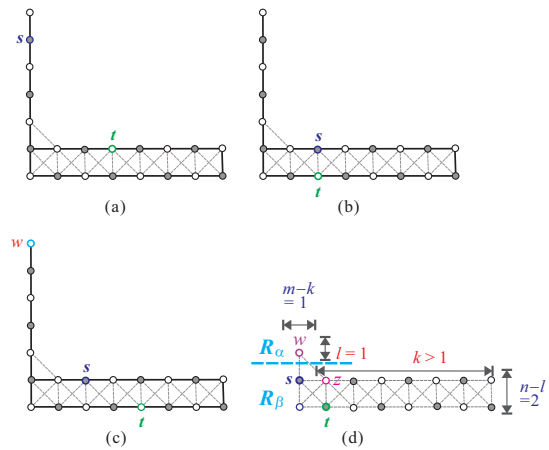 s
t
(a)
s
t
(b)
w
s
t
(c)
m−k
= 1
Rα
w
l = 1
k > 1
s
z
n−l
=2
Rβ
t
(d)